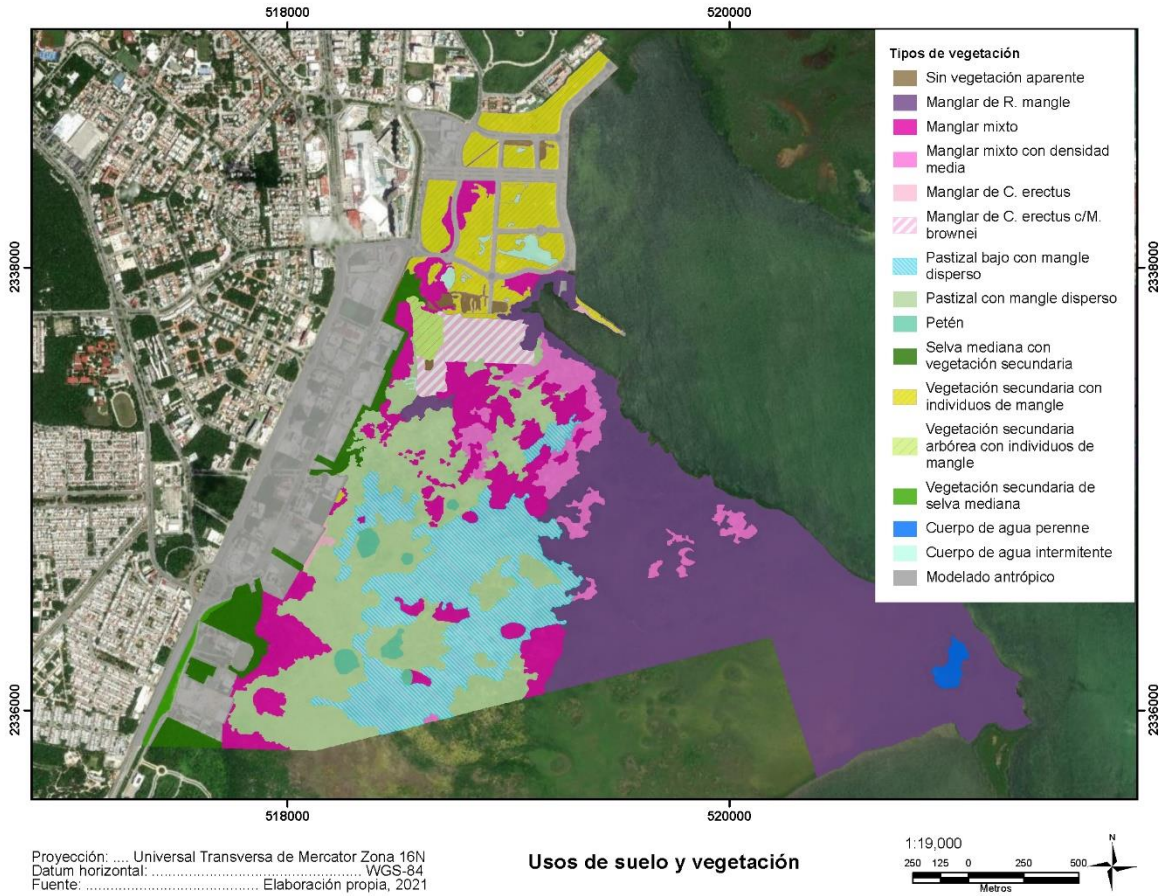 518000
520000
2338000
2338000
2336000
2336000
Tipos de vegetación
Sin vegetación aparente
Manglar de R. mangle
Manglar mixto
Manglar mixto con densidad
media
Manglar de C. erectus
Manglar de C. erectus c/M.
brownei
Pastizal bajo con mangle
disperso
Pastizal con mangle disperso
Petén
Selva mediana con
vegetación secundaria
Vegetación secundaria con
individuos de mangle
Vegetación secundaria
arbórea con individuos de
mangle
Vegetación secundaria de
selva mediana
Cuerpo de agua perenne
Cuerpo de agua intermitente
Modelado antrópico
518000
520000
Proyección: .... Universal Transversa de Mercator Zona 16N
Datum horizontal: .......................................... WGS-84
Fuente: ........................................ Elaboración propia, 2021
Usos de suelo y vegetación
1:19,000
250 125 0 250 500
Metros
N